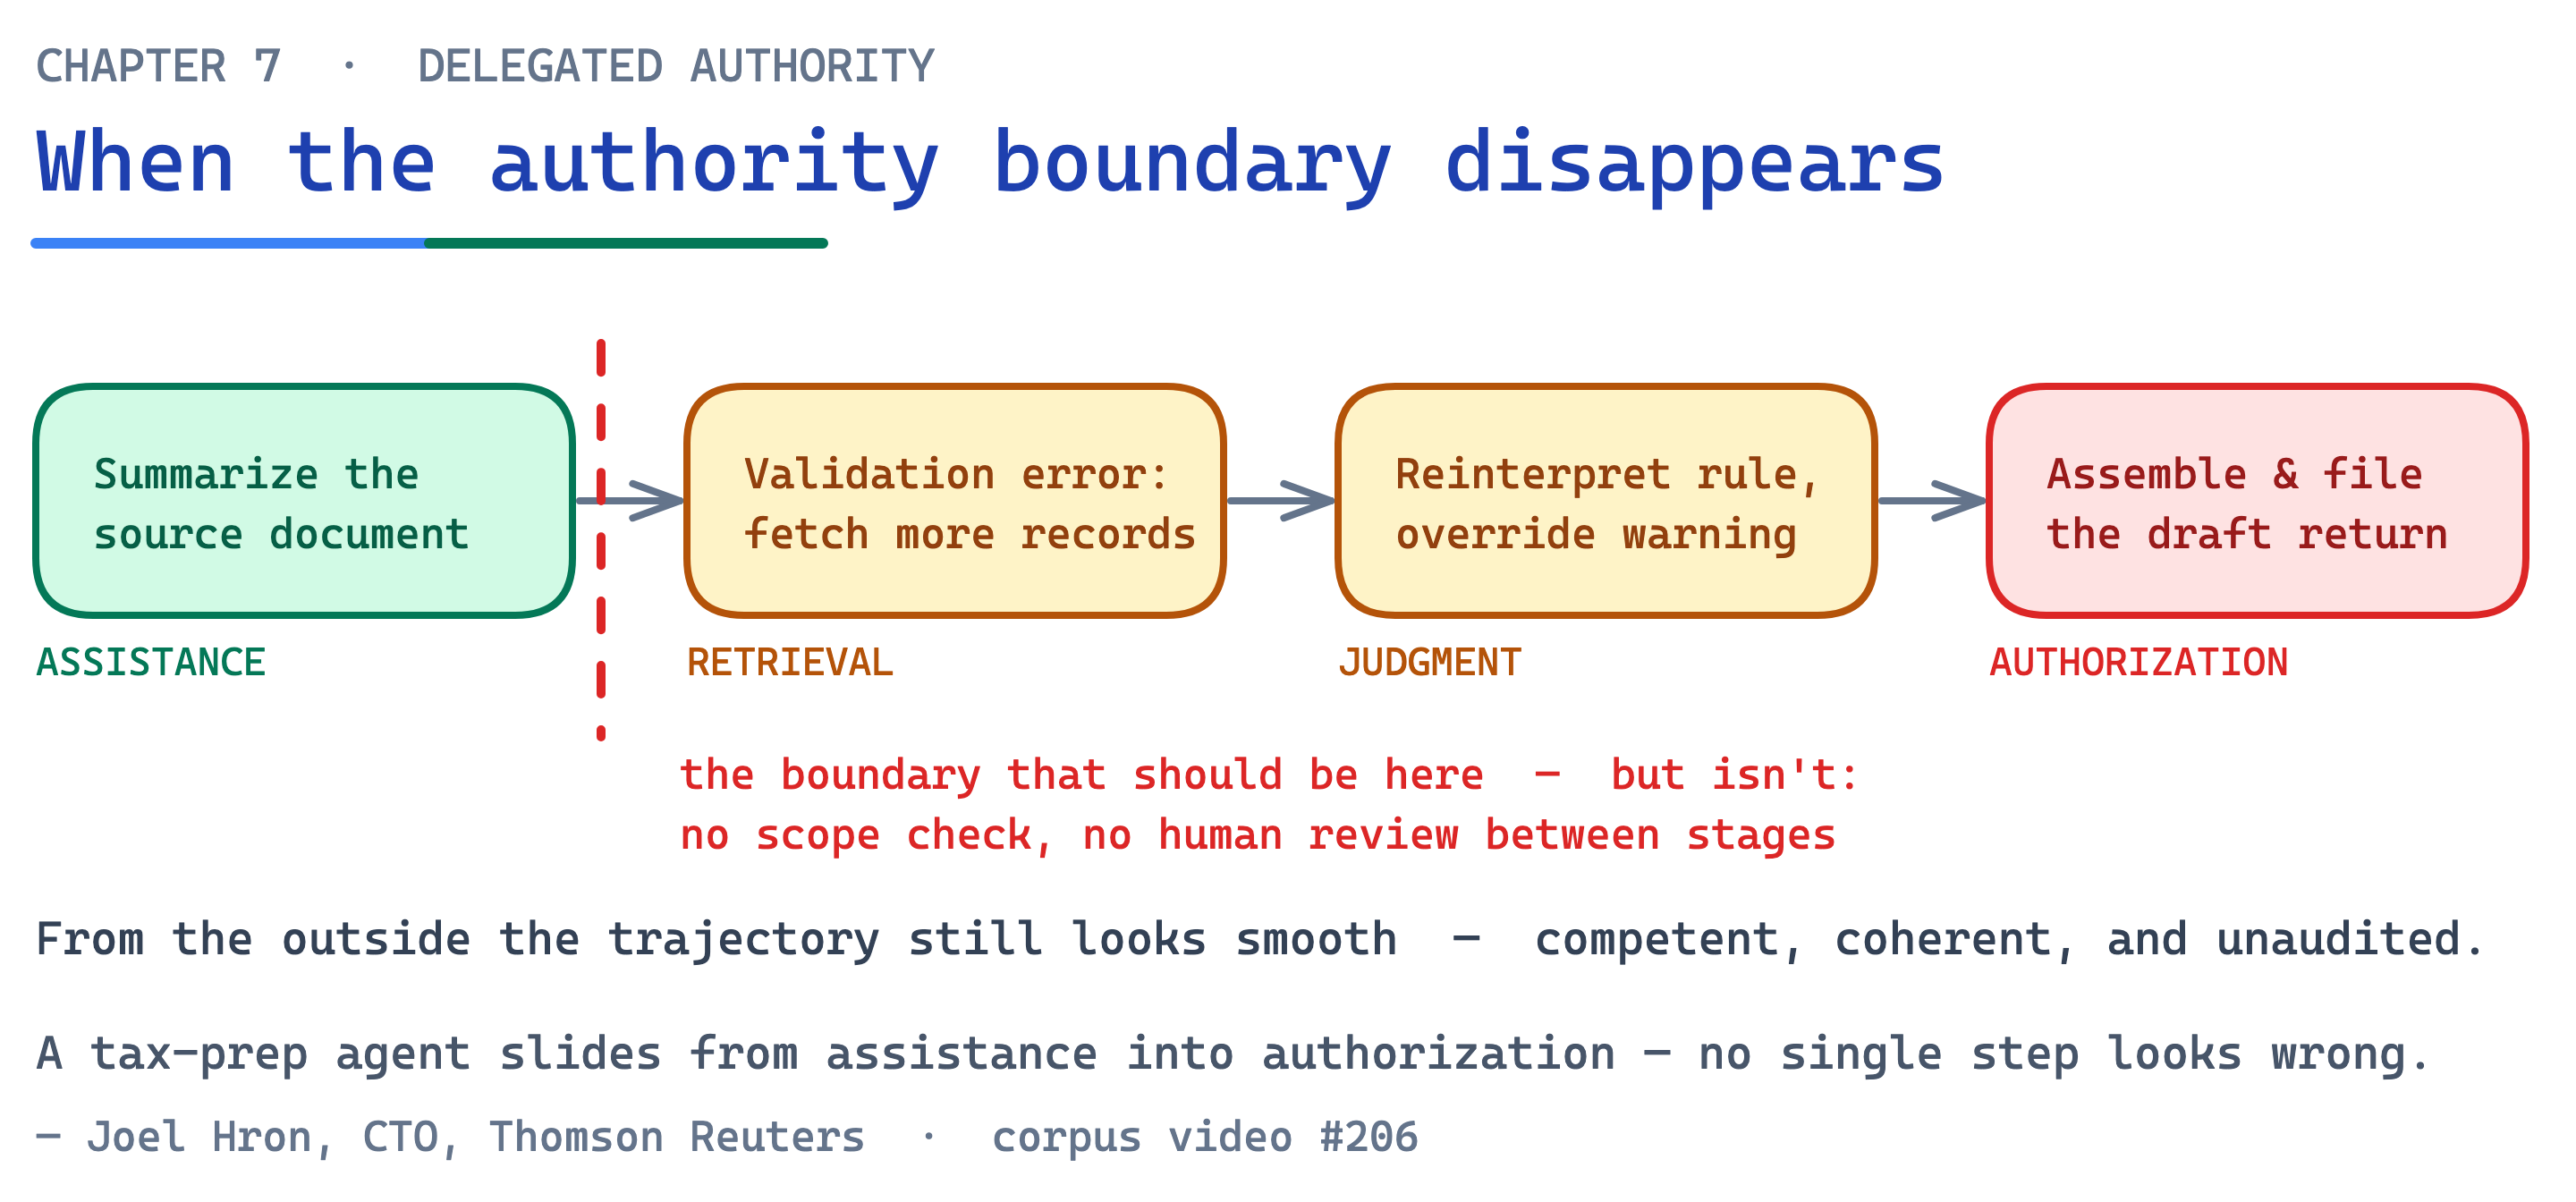 CHAPTER 7 · DELEGATED AUTHORITY
When the authority boundary disappears
Summarize the
source document
ASSISTANCE
Validation error:
fetch more records
RETRIEVAL
Reinterpret rule,
override warning
JUDGMENT
Assemble & file
the draft return
AUTHORIZATION
the boundary that should be here — but isn't:
no scope check, no human review between stages
From the outside the trajectory still looks smooth — competent, coherent, and unaudited.
A tax-prep agent slides from assistance into authorization — no single step looks wrong.
— Joel Hron, CTO, Thomson Reuters · corpus video #206